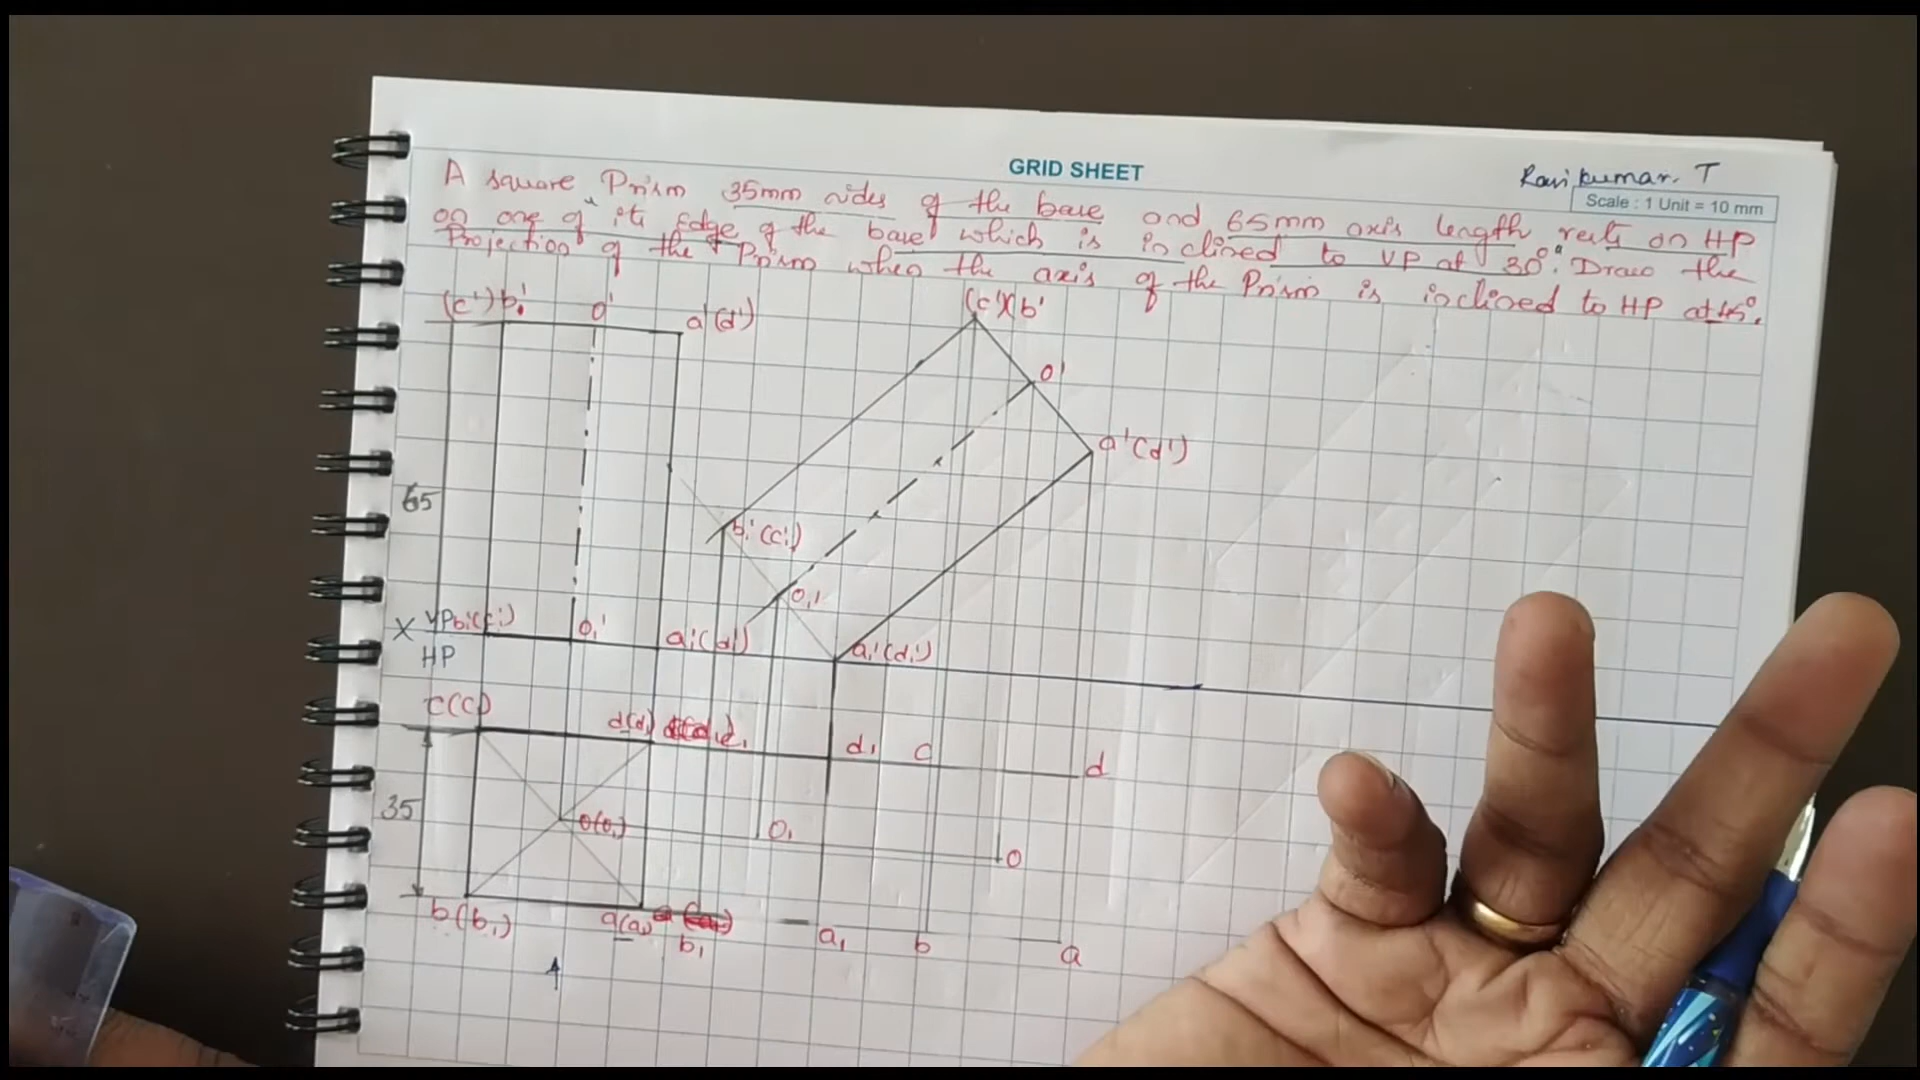 GRID SHEET
Ravikumar. T
Scale : 1 Unit = 10 mm
A square Prism 35mm sides of the base and 65mm axis length rests on HP
on one of its Edge of the base which is inclined to VP at 30°. Draw the
Projection of the Prism when the axis of the Prism is inclined to HP at 45°.
(c') b' o' a'(d') (c')(b'
o'
a'(d')
65
b₁'(c₁')
o₁'
X VP b₁'(c₁') o₁' a₁'(d₁') a₁'(d₁')
HP
c(c₁) d(d₁) c₁ d₁ c d
35 o(o₁) o₁ o
b(b₁) a(a₁) b₁ a₁ b a